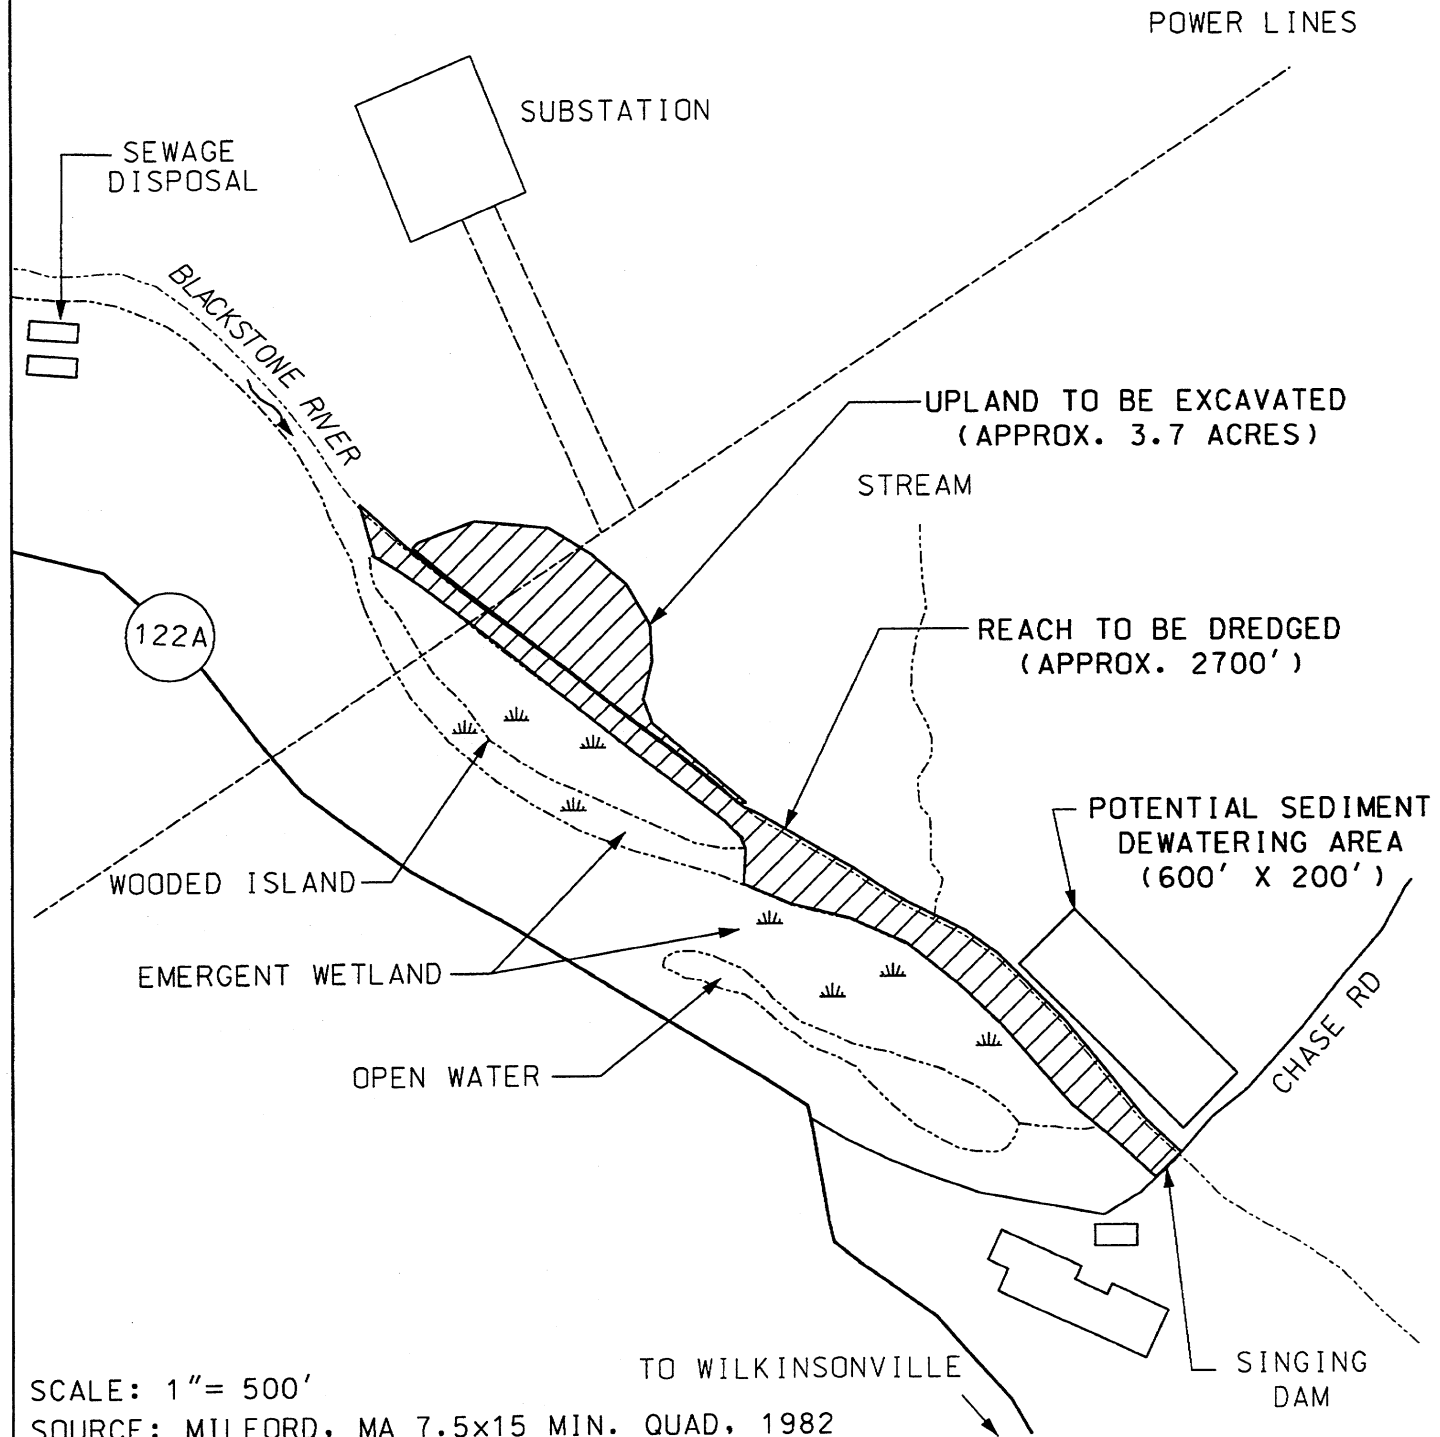 POWER LINES
SUBSTATION
SEWAGE
DISPOSAL
BLACKSTONE RIVER
UPLAND TO BE EXCAVATED
(APPROX. 3.7 ACRES)
STREAM
122A
REACH TO BE DREDGED
(APPROX. 2700')
POTENTIAL SEDIMENT
DEWATERING AREA
(600' X 200')
WOODED ISLAND
EMERGENT WETLAND
OPEN WATER
CHASE RD
TO WILKINSONVILLE
SINGING
DAM
SCALE: 1"= 500'
SOURCE: MILFORD, MA 7.5x15 MIN. QUAD, 1982